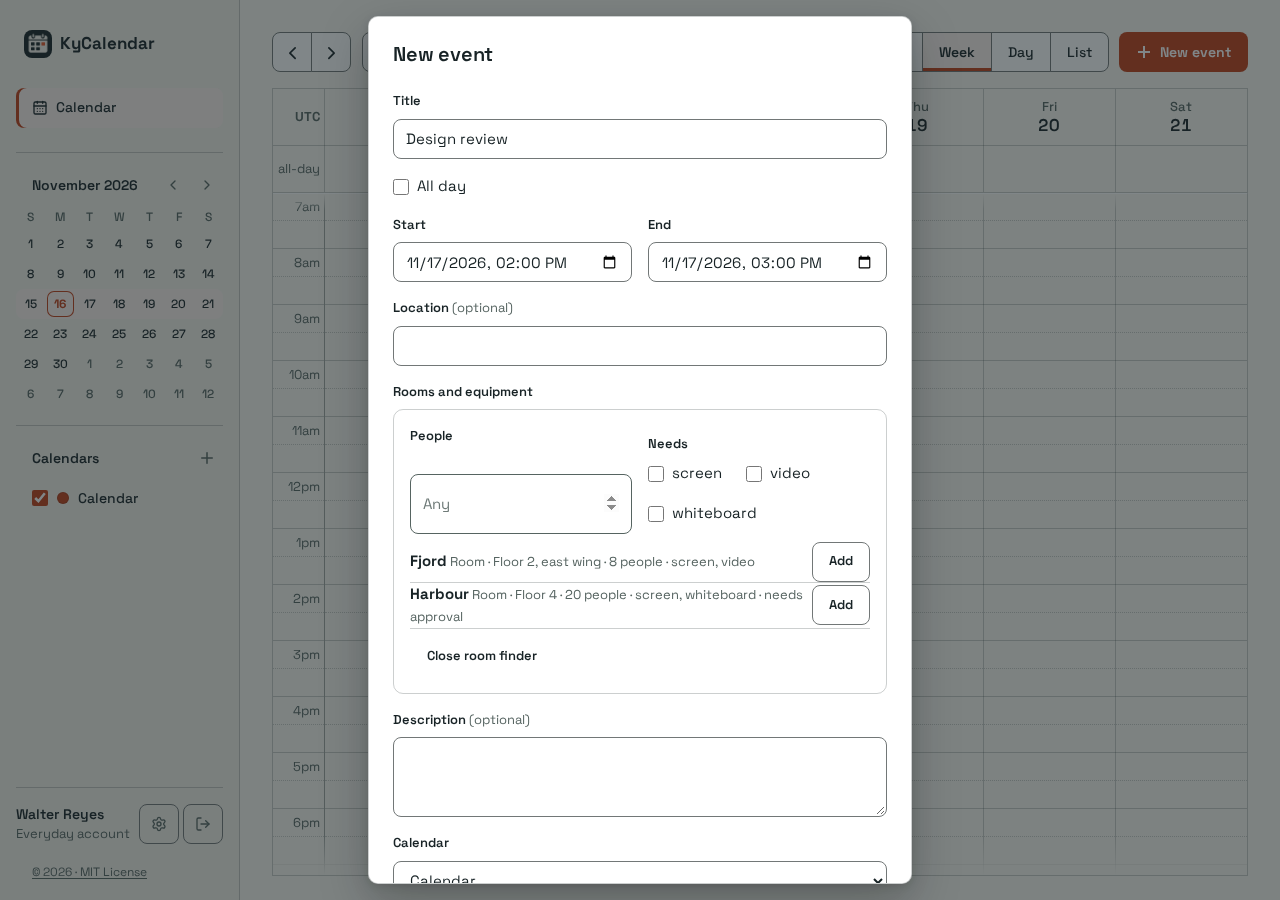 KyCalendar
Calendar
November 2026
S M T W T F S
1 2 3 4 5 6 7
8 9 10 11 12 13 14
15 16 17 18 19 20 21
22 23 24 25 26 27 28
29 30 1 2 3 4 5
6 7 8 9 10 11 12
Calendars
Calendar
Walter Reyes
Everyday account
© 2026 · MIT License
Week Day List
New event
UTC
Fri
20
Sat
21
all-day
7am
8am
9am
10am
11am
12pm
1pm
2pm
3pm
4pm
5pm
6pm
New event
Title
Design review
All day
Start
End
11/17/2026, 02:00 PM
11/17/2026, 03:00 PM
Location (optional)
Rooms and equipment
People
Needs
Any
screen
video
whiteboard
Fjord Room · Floor 2, east wing · 8 people · screen, video
Add
Harbour Room · Floor 4 · 20 people · screen, whiteboard · needs
approval
Add
Close room finder
Description (optional)
Calendar
Calendar